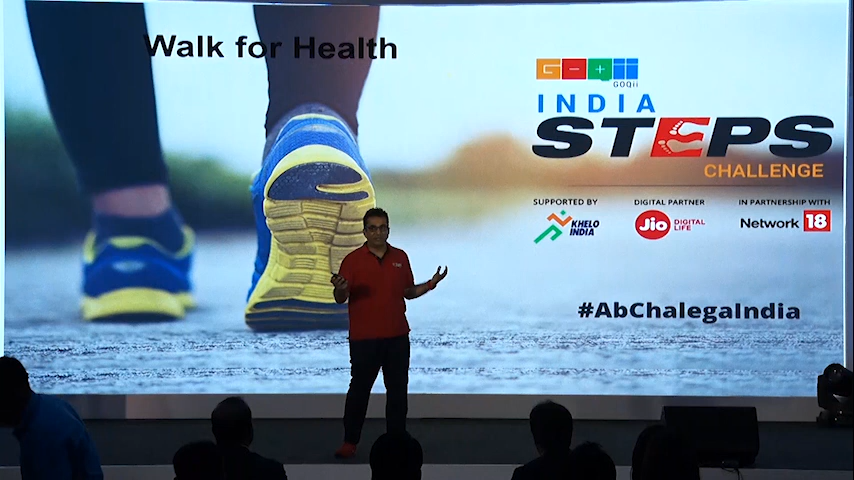 Walk for Health
GOQii
GOQii
INDIA
STEPS
CHALLENGE
SUPPORTED BY
KHELO
INDIA
DIGITAL PARTNER
Jio
DIGITAL
LIFE
IN PARTNERSHIP WITH
Network 18
#AbChalegaIndia